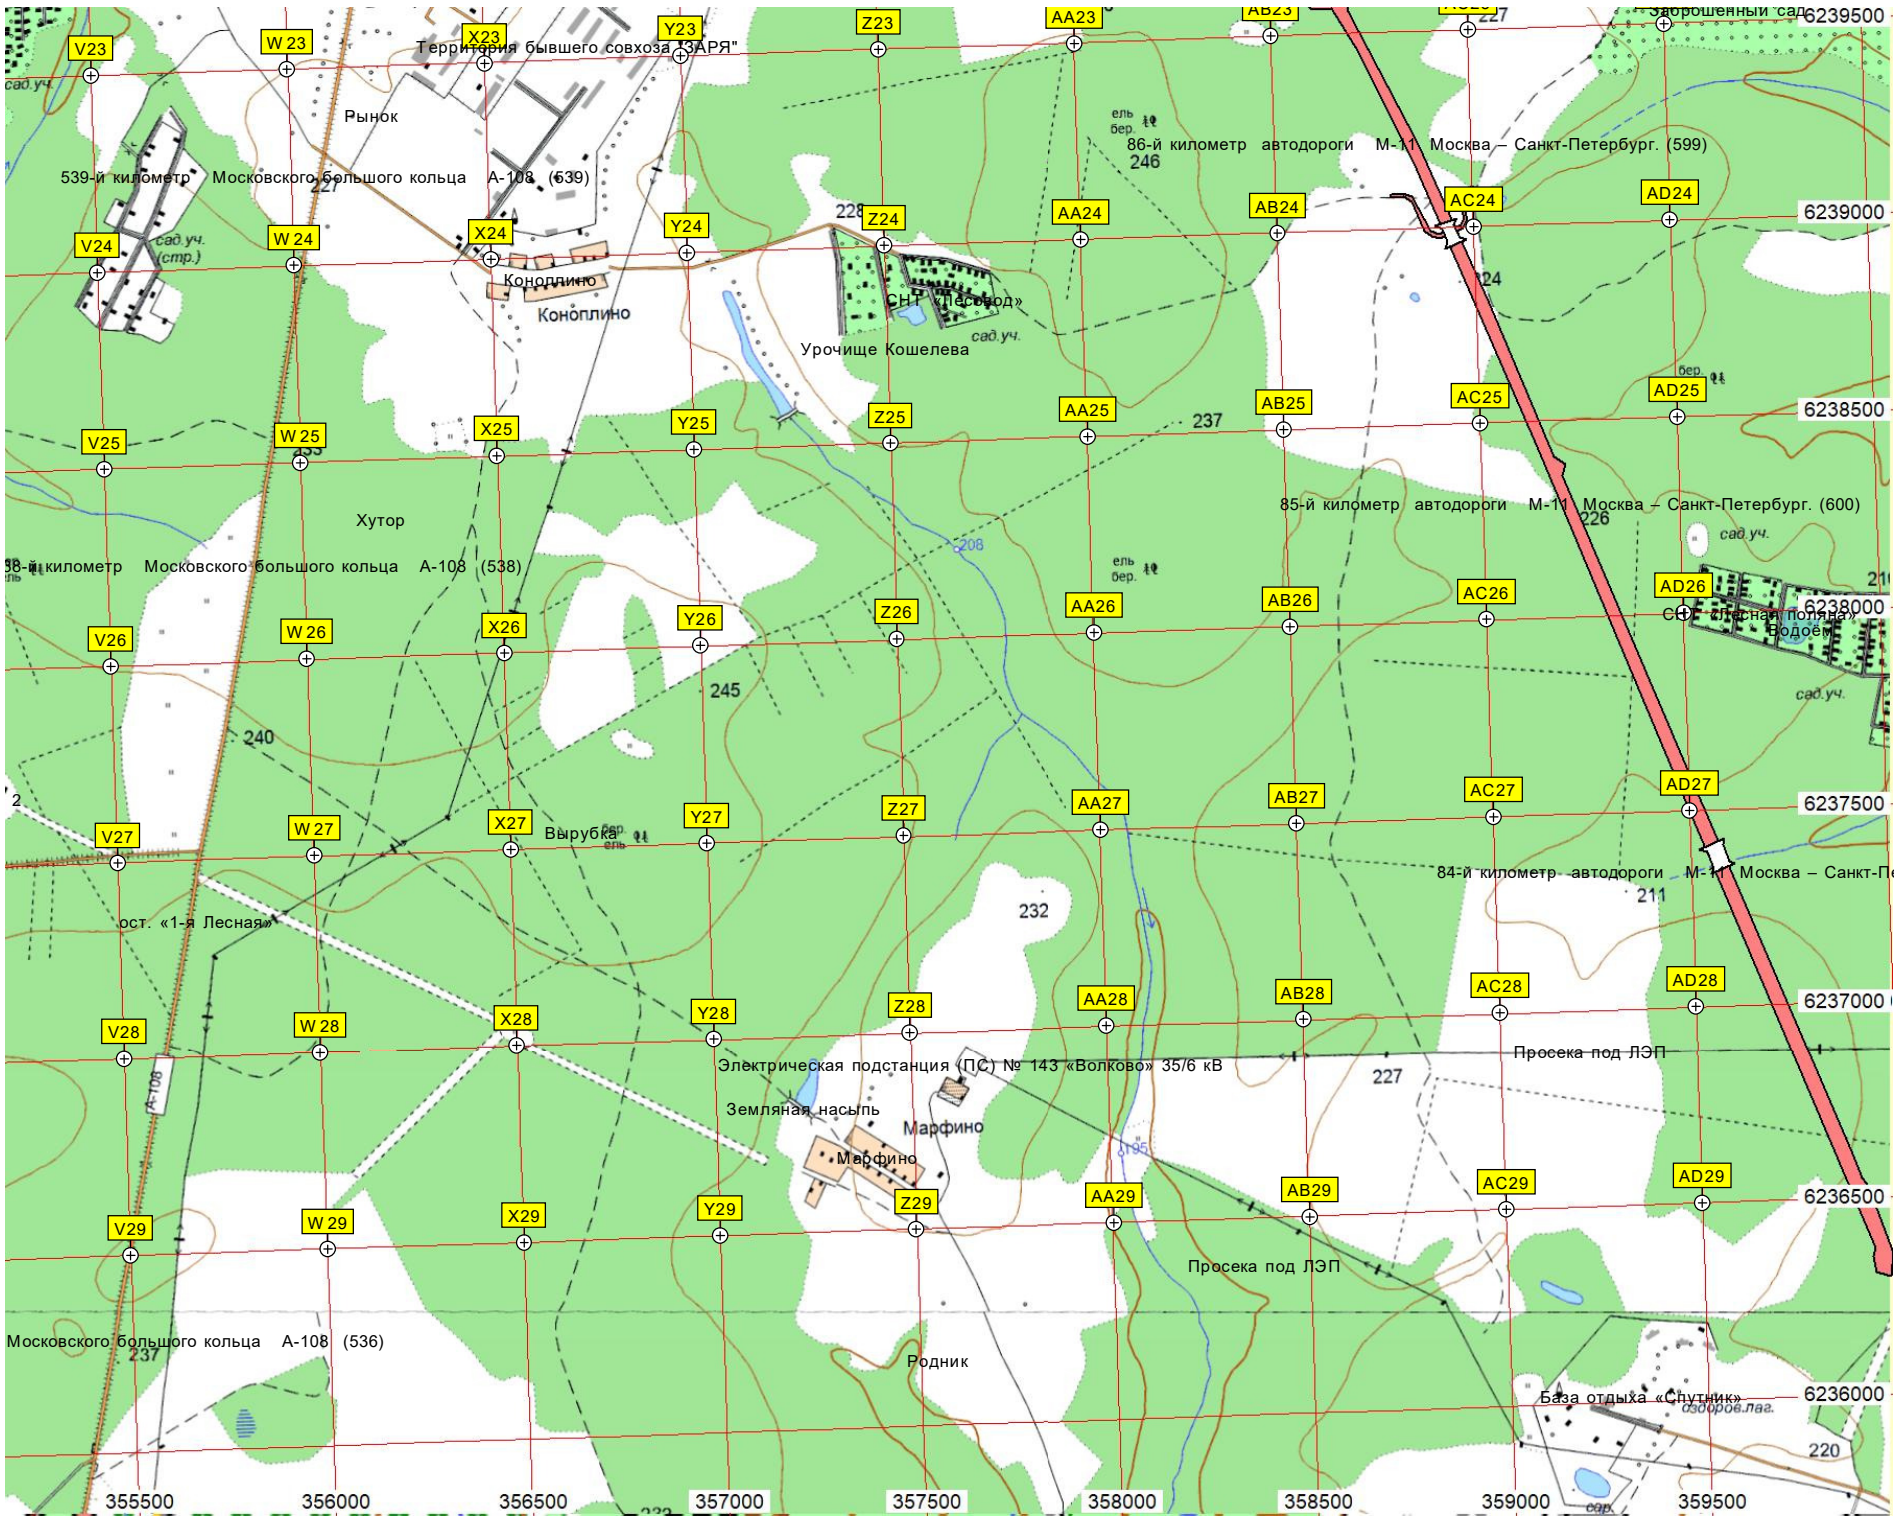 AB23
227
Заброшенный сад
6239500
V23
W 23
X23
Y23
Z23
AA23
Территория бывшего совхоза "ЗАРЯ"
сад.уч.
Рынок
ель
бер.
246
86-й километр автодороги М-11 Москва – Санкт-Петербург. (599)
539-й километр Московского большого кольца А-108 (539)
227
V24
W 24
X24
Y24
228
Z24
AA24
AB24
AC24
AD24
6239000
сад.уч.
(стр.)
Коноплино
Коноплино
СНТ «Лесовод»
сад.уч.
Урочище Кошелева
бер.
V25
W 25
X25
Y25
Z25
AA25
237
AB25
AC25
AD25
6238500
Хутор
85-й километр автодороги М-11 Москва – Санкт-Петербург. (600)
226
сад.уч.
208
ель
бер.
километр Московского большого кольца А-108 (538)
V26
W 26
X26
Y26
Z26
AA26
AB26
AC26
AD26
6238000
СНТ «Лесная поляна»
Водоём
сад.уч.
245
240
2
V27
W 27
X27
Y27
Z27
AA27
AB27
AC27
AD27
6237500
Вырубка
бер.
ель
84-й километр автодороги М-11 Москва – Санкт-Пе
211
232
ост. «1-я Лесная»
V28
W 28
X28
Y28
Z28
AA28
AB28
AC28
AD28
6237000
Просека под ЛЭП
Электрическая подстанция (ПС) № 143 «Волково» 35/6 кВ
227
А-108
Земляная насыпь
Марфино
Марфино
195
V29
W 29
X29
Y29
Z29
AA29
AB29
AC29
AD29
6236500
Просека под ЛЭП
Московского большого кольца А-108 (536)
237
Родник
База отдыха «Спутник»
6236000
оздоров.лаг.
220
355500
356000
356500
357000
357500
358000
358500
359000
359500
сар.